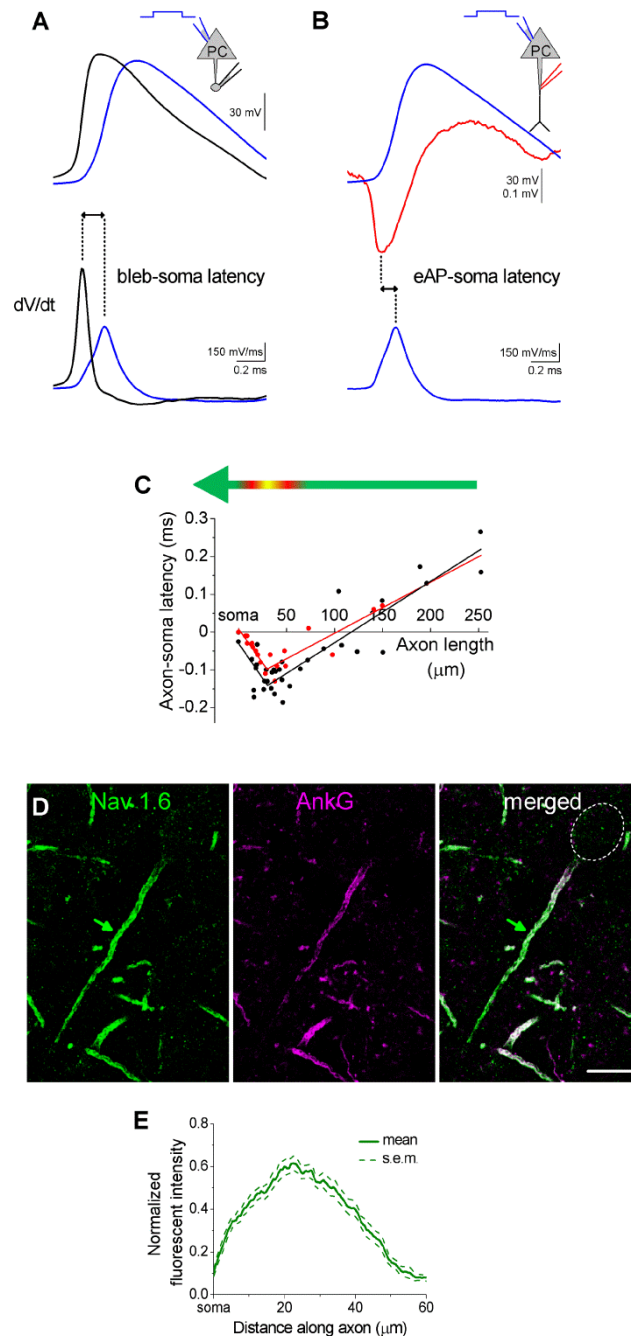 A
PC
30 mV
bleb-soma latency
dV/dt
150 mV/ms
0.2 ms
B
PC
30 mV
0.1 mV
eAP-soma latency
150 mV/ms
0.2 ms
C
Axon-soma latency (ms)
0.3
0.2
0.1
0
-0.1
-0.2
soma
50
100
150
200
250
Axon length
(μm)
D
Nav 1.6
AnkG
merged
E
Normalized
fluorescent intensity
0.8
0.6
0.4
0.2
0.0
mean
s.e.m.
soma
20
40
60
Distance along axon (μm)